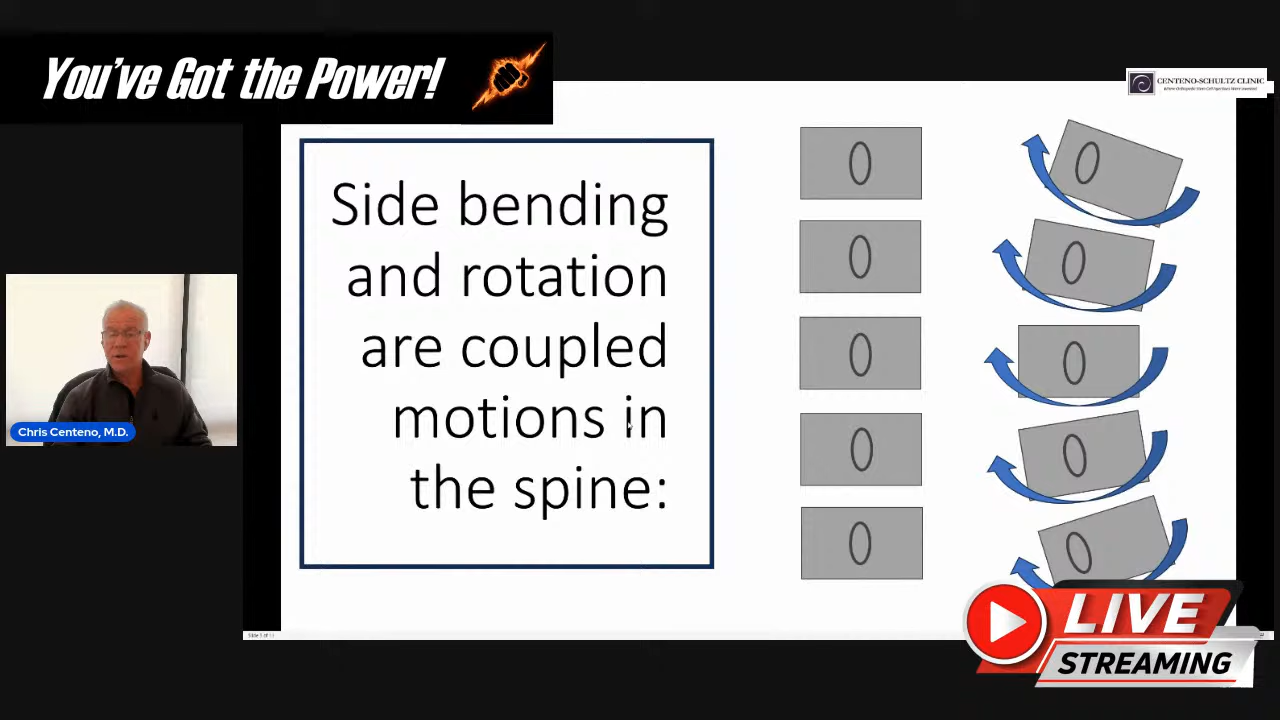 You've Got the Power!
CENTENO-SCHULTZ CLINIC
Side bending
and rotation
are coupled
motions in
the spine:
0
0
0
0
0
0
0
0
0
0
Chris Centeno, M.D.
LIVE
STREAMING